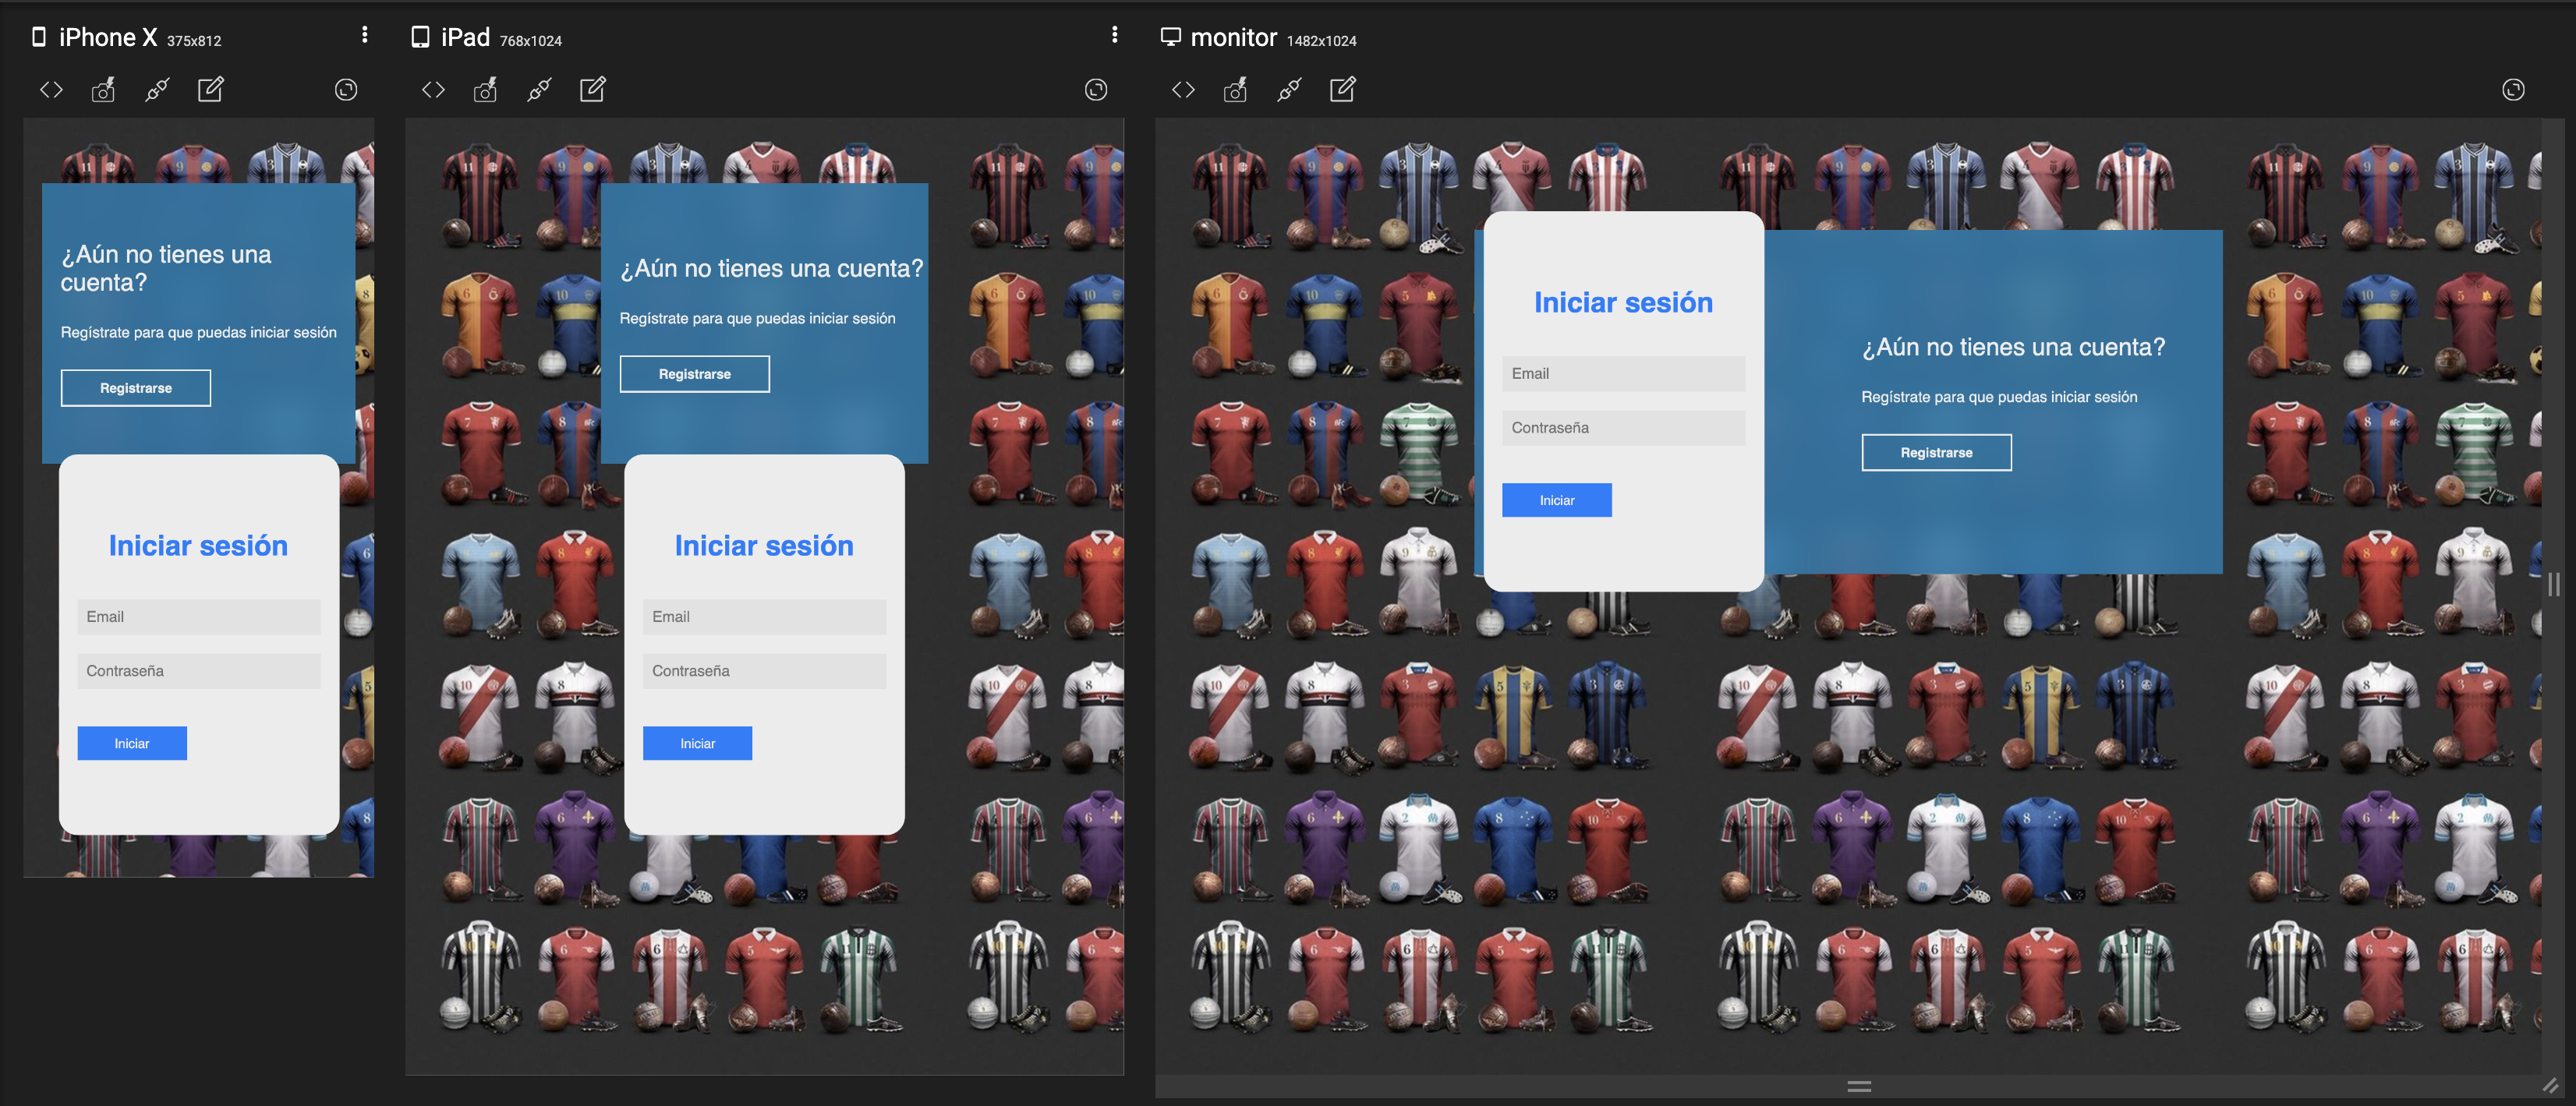 iPhone X 375x812
¿Aún no tienes una
cuenta?
Regístrate para que puedas iniciar sesión
Registrarse
Iniciar sesión
Email
Contraseña
Iniciar
iPad 768x1024
¿Aún no tienes una cuenta?
Regístrate para que puedas iniciar sesión
Registrarse
Iniciar sesión
Email
Contraseña
Iniciar
monitor 1482x1024
Iniciar sesión
Email
Contraseña
Iniciar
¿Aún no tienes una cuenta?
Regístrate para que puedas iniciar sesión
Registrarse